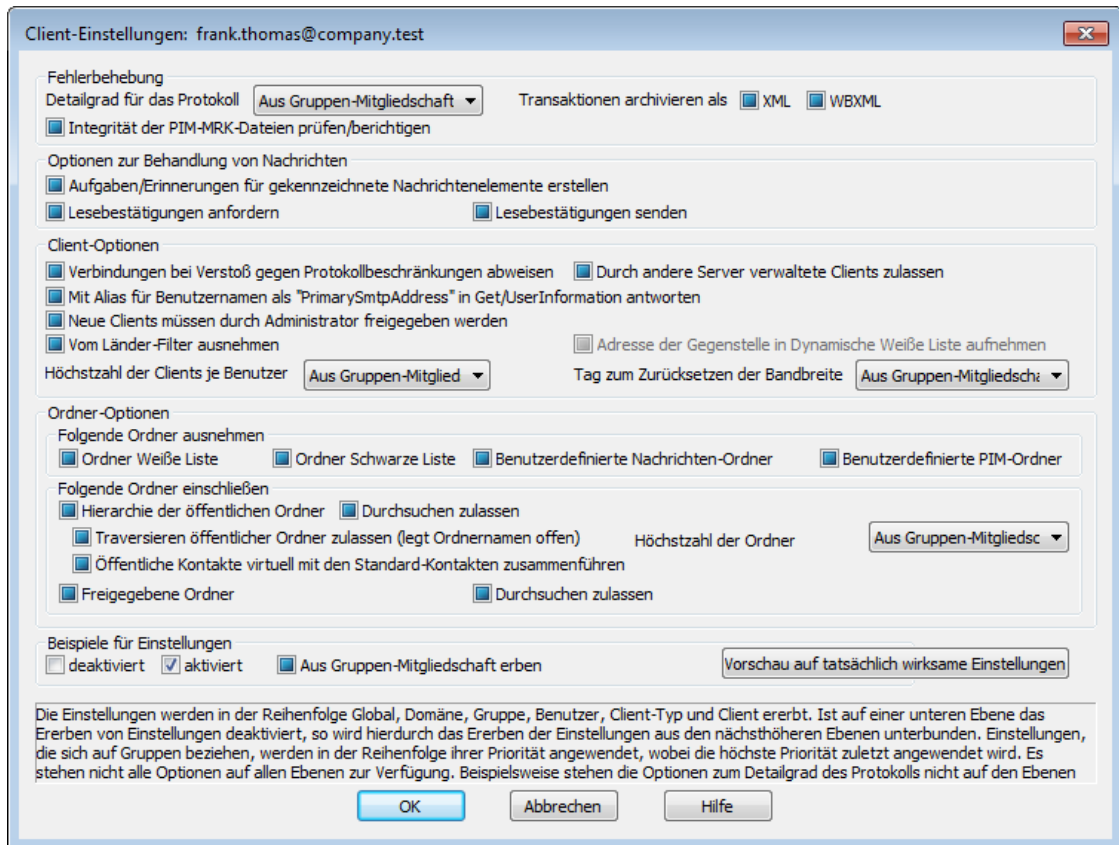 Client-Einstellungen: frank.thomas@company.test
Fehlerbehebung
Detailgrad für das Protokoll Aus Gruppen-Mitgliedschaft Transaktionen archivieren als XML WBXML
Integrität der PIM-MRK-Dateien prüfen/berichtigen
Optionen zur Behandlung von Nachrichten
Aufgaben/Erinnerungen für gekennzeichnete Nachrichtenelemente erstellen
Lesebestätigungen anfordern Lesebestätigungen senden
Client-Optionen
Verbindungen bei Verstoß gegen Protokollbeschränkungen abweisen Durch andere Server verwaltete Clients zulassen
Mit Alias für Benutzernamen als "PrimarySmtpAddress" in Get/UserInformation antworten
Neue Clients müssen durch Administrator freigegeben werden
Vom Länder-Filter ausnehmen Adresse der Gegenstelle in Dynamische Weiße Liste aufnehmen
Höchstzahl der Clients je Benutzer Aus Gruppen-Mitglied Tag zum Zurücksetzen der Bandbreite Aus Gruppen-Mitgliedscha
Ordner-Optionen
Folgende Ordner ausnehmen
Ordner Weiße Liste Ordner Schwarze Liste Benutzerdefinierte Nachrichten-Ordner Benutzerdefinierte PIM-Ordner
Folgende Ordner einschließen
Hierarchie der öffentlichen Ordner Durchsuchen zulassen
Traversieren öffentlicher Ordner zulassen (legt Ordnernamen offen) Höchstzahl der Ordner Aus Gruppen-Mitgliedsc
Öffentliche Kontakte virtuell mit den Standard-Kontakten zusammenführen
Freigegebene Ordner Durchsuchen zulassen
Beispiele für Einstellungen
deaktiviert aktiviert Aus Gruppen-Mitgliedschaft erben Vorschau auf tatsächlich wirksame Einstellungen
Die Einstellungen werden in der Reihenfolge Global, Domäne, Gruppe, Benutzer, Client-Typ und Client ererbt. Ist auf einer unteren Ebene das
Ererben von Einstellungen deaktiviert, so wird hierdurch das Ererben der Einstellungen aus den nächsthöheren Ebenen unterbunden. Einstellungen,
die sich auf Gruppen beziehen, werden in der Reihenfolge ihrer Priorität angewendet, wobei die höchste Priorität zuletzt angewendet wird. Es
stehen nicht alle Optionen auf allen Ebenen zur Verfügung. Beispielsweise stehen die Optionen zum Detailgrad des Protokolls nicht auf den Ebenen
OK Abbrechen Hilfe